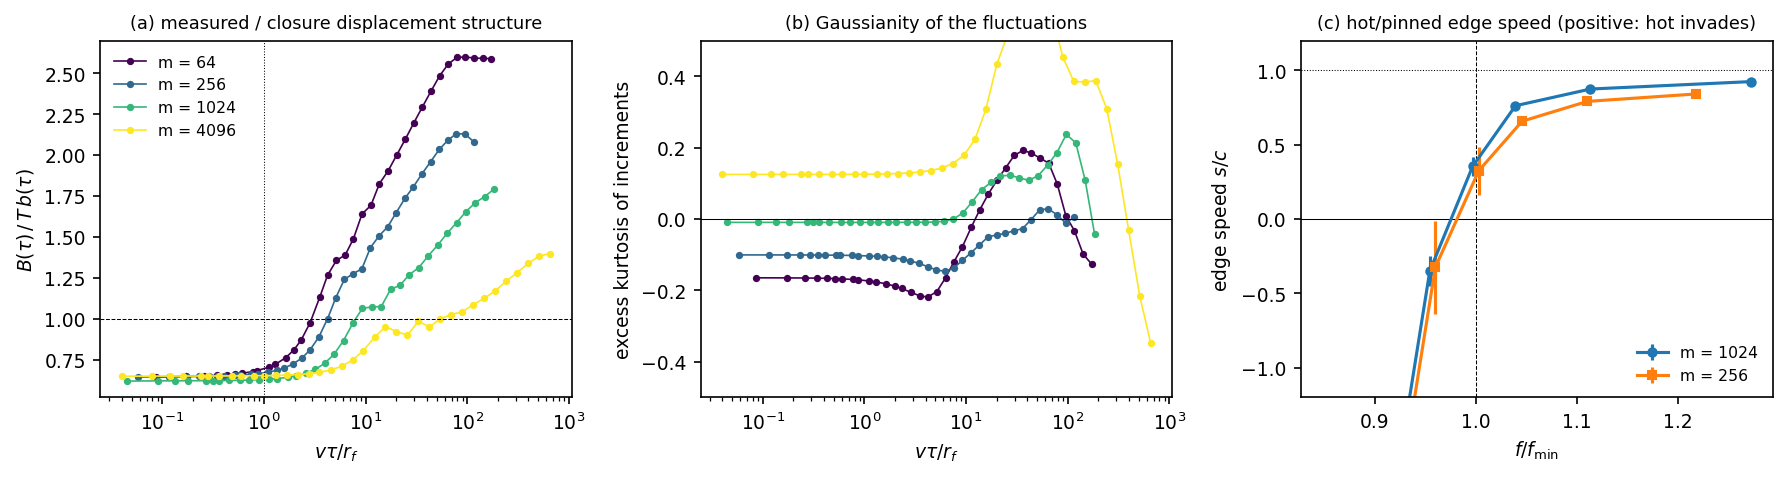 (a) measured / closure displacement structure
B(τ) / T b(τ)
2.50
2.25
2.00
1.75
1.50
1.25
1.00
0.75
m = 64
m = 256
m = 1024
m = 4096
10⁻¹
10⁰
10¹
10²
10³
vτ/r_f
(b) Gaussianity of the fluctuations
excess kurtosis of increments
0.4
0.2
0.0
−0.2
−0.4
10⁻¹
10⁰
10¹
10²
10³
vτ/r_f
(c) hot/pinned edge speed (positive: hot invades)
edge speed s/c
1.0
0.5
0.0
−0.5
−1.0
m = 1024
m = 256
0.9
1.0
1.1
1.2
f/f_min